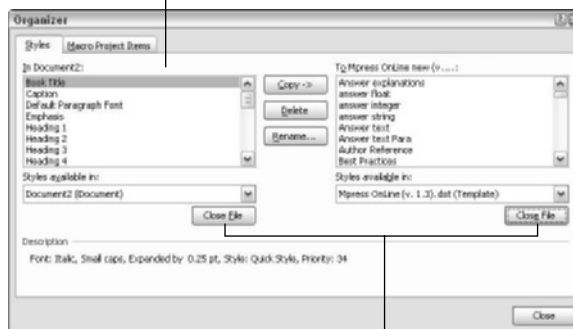 Organizer
Styles
Macro Project Items
In Document2:
Book Title
Caption
Default Paragraph Font
Emphasis
Heading 1
Heading 2
Heading 3
Heading 4
Styles available in:
Document2 (Document)
Close File
Copy ->
Delete
Rename...
To Mpress OnLine new (v....:
Answer explanations
answer float
answer integer
answer string
Answer text
Answer text Para
Author Reference
Best Practices
Styles available in:
Mpress OnLine (v. 1.3).dot (Template)
Close File
Description
Font: Italic, Small caps, Expanded by 0.25 pt, Style: Quick Style, Priority: 34
Close